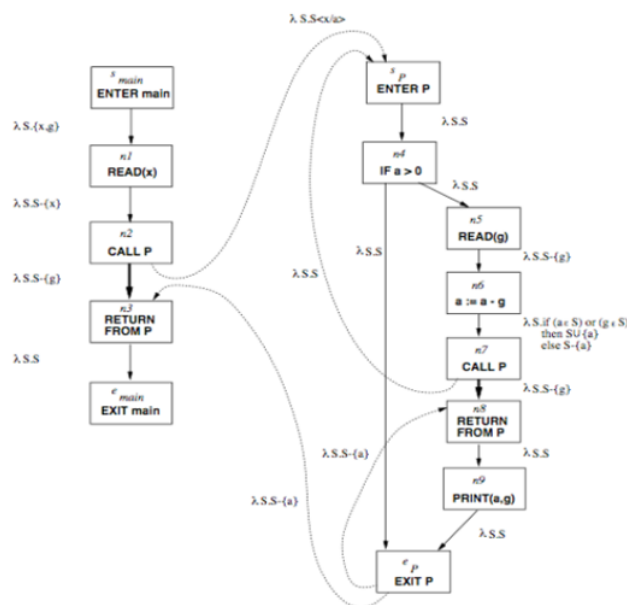 λ S.S<x/a>
s main
ENTER main
λ S.{x,g}
n1
READ(x)
λ S.S-{x}
n2
CALL P
λ S.S-{g}
n3
RETURN
FROM P
λ S.S
e main
EXIT main
s P
ENTER P
λ S.S
n4
IF a > 0
λ S.S
n5
READ(g)
λ S.S
λ S.S
λ S.S-{g}
n6
a := a - g
λ S.if (a ε S) or (g ε S)
then S∪{a}
else S-{a}
n7
CALL P
λ S.S-{g}
n8
RETURN
FROM P
λ S.S-{a}
λ S.S
λ S.S-{a}
n9
PRINT(a,g)
λ S.S
e P
EXIT P